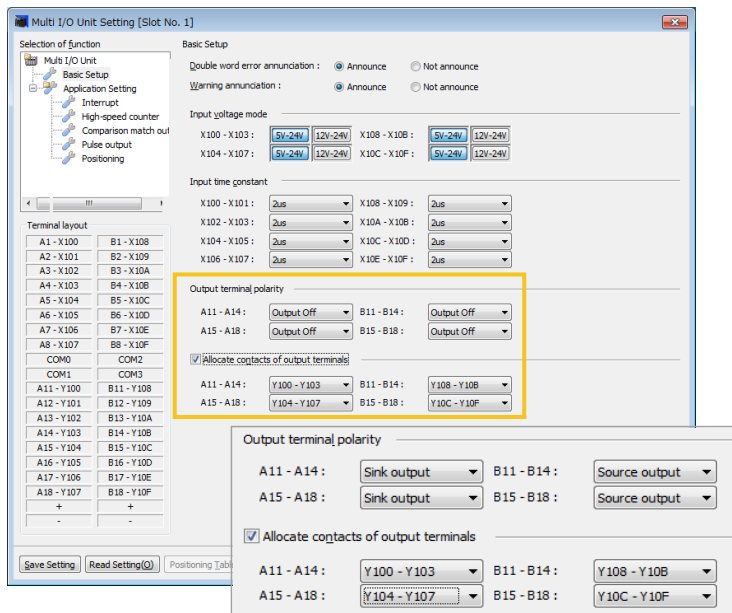 Multi I/O Unit Setting [Slot No. 1]
Selection of function
Multi I/O Unit
Basic Setup
Application Setting
Interrupt
High-speed counter
Comparison match out
Pulse output
Positioning
Terminal layout
A1 - X100 B1 - X108
A2 - X101 B2 - X109
A3 - X102 B3 - X10A
A4 - X103 B4 - X10B
A5 - X104 B5 - X10C
A6 - X105 B6 - X10D
A7 - X106 B7 - X10E
A8 - X107 B8 - X10F
COM0 COM2
COM1 COM3
A11 - Y100 B11 - Y108
A12 - Y101 B12 - Y109
A13 - Y102 B13 - Y10A
A14 - Y103 B14 - Y10B
A15 - Y104 B15 - Y10C
A16 - Y105 B16 - Y10D
A17 - Y106 B17 - Y10E
A18 - Y107 B18 - Y10F
+ +
- -
Basic Setup
Double word error annunciation : Announce Not announce
Warning annunciation : Announce Not announce
Input voltage mode
X100 - X103 : 5V-24V 12V-24V X108 - X10B : 5V-24V 12V-24V
X104 - X107 : 5V-24V 12V-24V X10C - X10F : 5V-24V 12V-24V
Input time constant
X100 - X101 : 2us X108 - X109 : 2us
X102 - X103 : 2us X10A - X10B : 2us
X104 - X105 : 2us X10C - X10D : 2us
X106 - X107 : 2us X10E - X10F : 2us
Output terminal polarity
A11 - A14 : Output Off B11 - B14 : Output Off
A15 - A18 : Output Off B15 - B18 : Output Off
Allocate contacts of output terminals
A11 - A14 : Y100 - Y103 B11 - B14 : Y108 - Y10B
A15 - A18 : Y104 - Y107 B15 - B18 : Y10C - Y10F
Save Setting Read Setting(O) Positioning Tabl
Output terminal polarity
A11 - A14 : Sink output B11 - B14 : Source output
A15 - A18 : Sink output B15 - B18 : Source output
Allocate contacts of output terminals
A11 - A14 : Y100 - Y103 B11 - B14 : Y108 - Y10B
A15 - A18 : Y104 - Y107 B15 - B18 : Y10C - Y10F